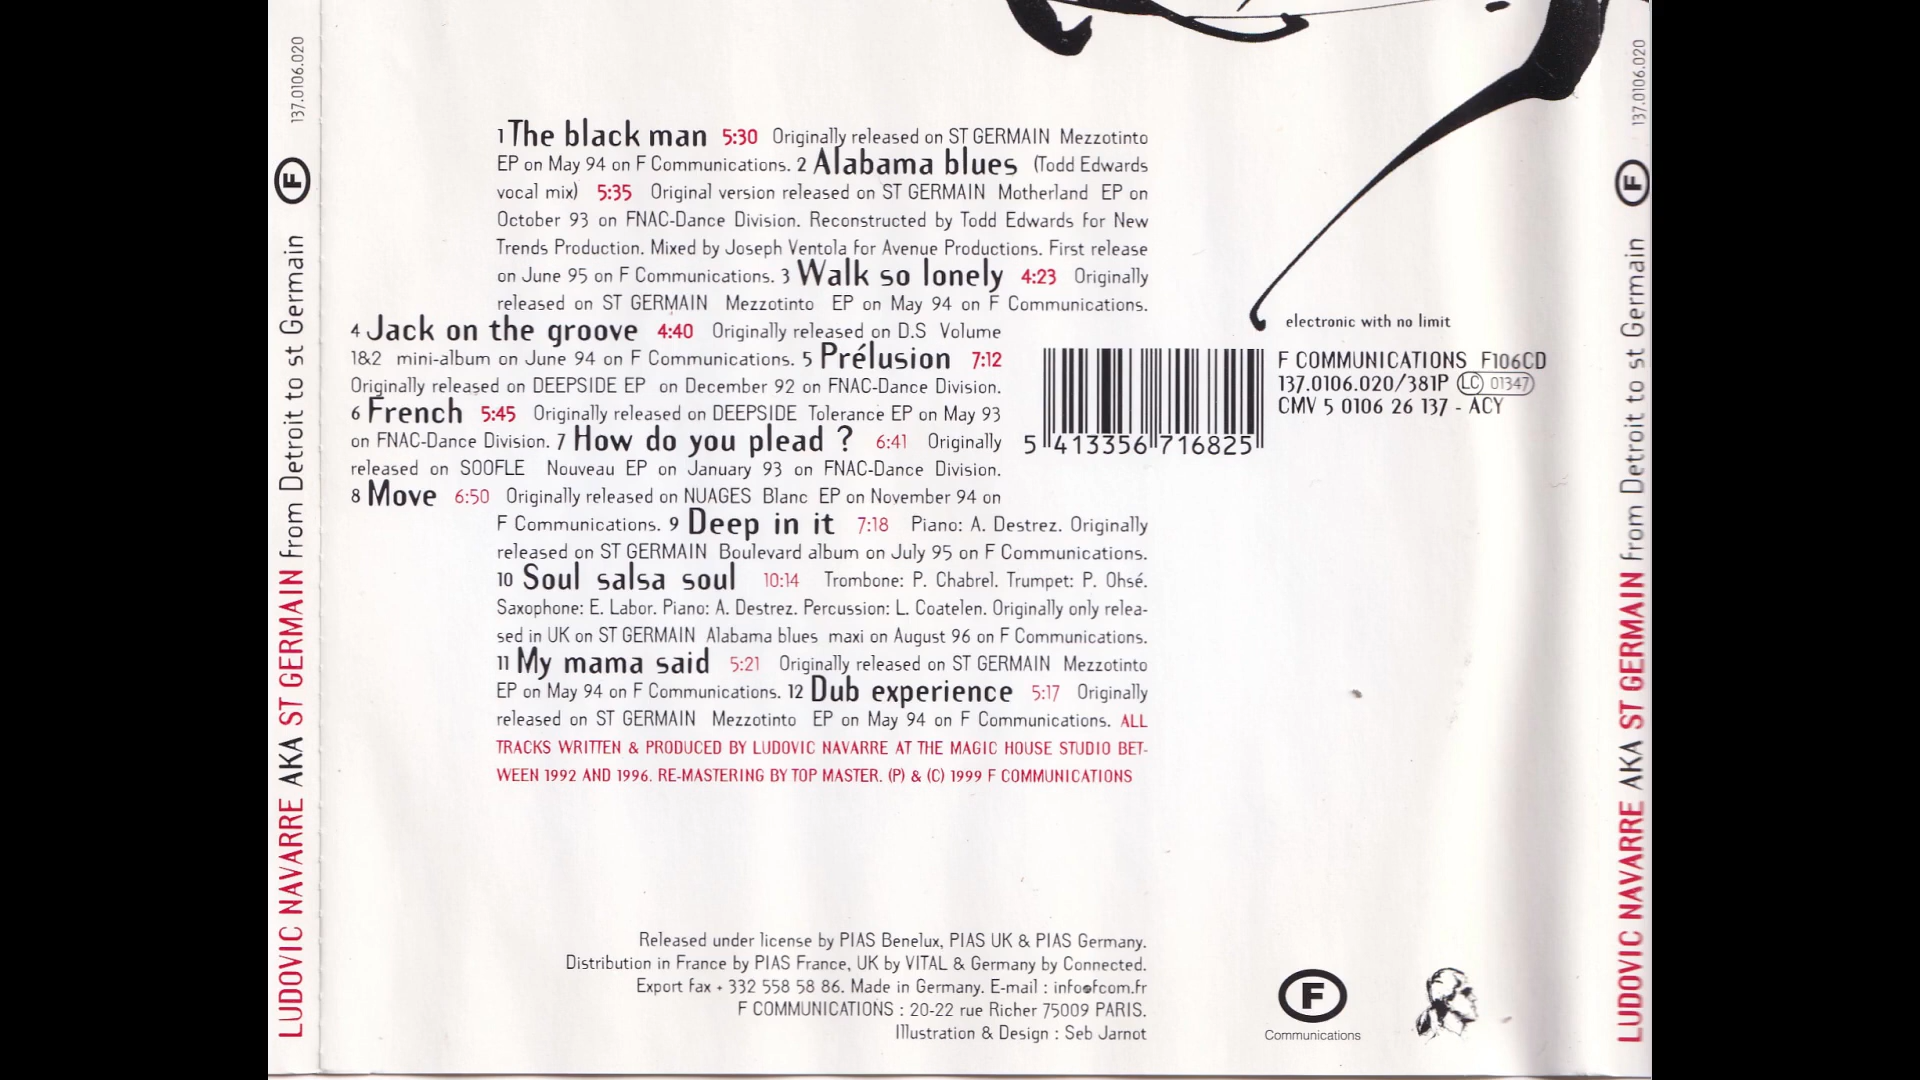 137.0106.020
F
LUDOVIC NAVARRE AKA ST GERMAIN from Detroit to st Germain
1 The black man 5:30 Originally released on ST GERMAIN Mezzotinto
EP on May 94 on F Communications. 2 Alabama blues (Todd Edwards
vocal mix) 5:35 Original version released on ST GERMAIN Motherland EP on
October 93 on FNAC-Dance Division. Reconstructed by Todd Edwards for New
Trends Production. Mixed by Joseph Ventola for Avenue Productions. First release
on June 95 on F Communications. 3 Walk so lonely 4:23 Originally
released on ST GERMAIN Mezzotinto EP on May 94 on F Communications.
4 Jack on the groove 4:40 Originally released on D.S Volume
1&2 mini-album on June 94 on F Communications. 5 Prélusion 7:12
Originally released on DEEPSIDE EP on December 92 on FNAC-Dance Division.
6 French 5:45 Originally released on DEEPSIDE Tolerance EP on May 93
on FNAC-Dance Division. 7 How do you plead ? 6:41 Originally
released on SOOFLE Nouveau EP on January 93 on FNAC-Dance Division.
8 Move 6:50 Originally released on NUAGES Blanc EP on November 94 on
F Communications. 9 Deep in it 7:18 Piano: A. Destrez. Originally
released on ST GERMAIN Boulevard album on July 95 on F Communications.
10 Soul salsa soul 10:14 Trombone: P. Chabrel. Trumpet: P. Ohsé.
Saxophone: E. Labor. Piano: A. Destrez. Percussion: L. Coatelen. Originally only relea-
sed in UK on ST GERMAIN Alabama blues maxi on August 96 on F Communications.
11 My mama said 5:21 Originally released on ST GERMAIN Mezzotinto
EP on May 94 on F Communications. 12 Dub experience 5:17 Originally
released on ST GERMAIN Mezzotinto EP on May 94 on F Communications. ALL
TRACKS WRITTEN & PRODUCED BY LUDOVIC NAVARRE AT THE MAGIC HOUSE STUDIO BET-
WEEN 1992 AND 1996. RE-MASTERING BY TOP MASTER. (P) & (C) 1999 F COMMUNICATIONS
electronic with no limit
F COMMUNICATIONS F106CD
137.0106.020/381P LC 01347
CMV 5 0106 26 137 - ACY
5 413356 716825
Released under license by PIAS Benelux, PIAS UK & PIAS Germany.
Distribution in France by PIAS France, UK by VITAL & Germany by Connected.
Export fax + 332 558 58 86. Made in Germany. E-mail : info@fcom.fr
F COMMUNICATIONS : 20-22 rue Richer 75009 PARIS.
Illustration & Design : Seb Jarnot
F
Communications
137.0106.020
F
LUDOVIC NAVARRE AKA ST GERMAIN from Detroit to st Germain